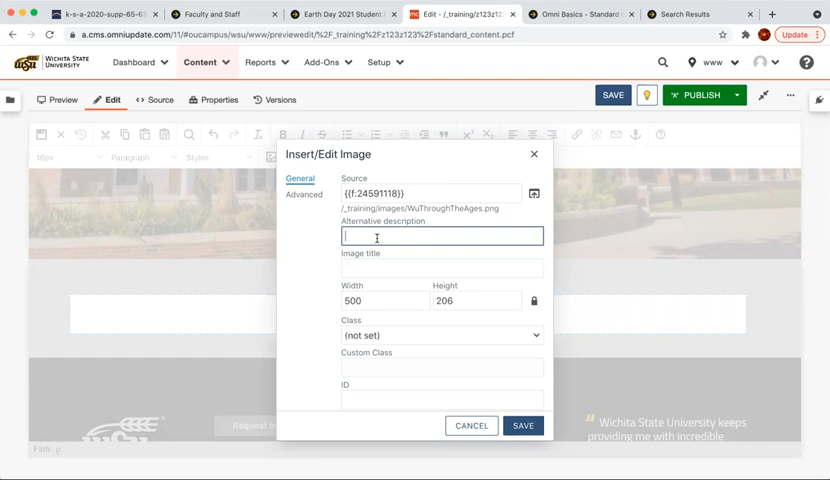 k-s-a-2020-supp-65-63
Faculty and Staff
Earth Day 2021 Student
Edit - /_training/z123z123
Omni Basics - Standard
Search Results
a.cms.omniupdate.com/11/#oucampus/wsu/www/previewedit/%2F_training%2Fz123z123%2Fstandard_content.pcf
Update
WICHITA STATE
UNIVERSITY
Dashboard
Content
Reports
Add-Ons
Setup
www
Preview
Edit
Source
Properties
Versions
SAVE
PUBLISH
16px
Paragraph
Styles
Insert/Edit Image
General
Advanced
Source
{{f:24591118}}
/_training/images/WuThroughTheAges.png
Alternative description
Image title
Width
Height
500
206
Class
(not set)
Custom Class
ID
CANCEL
SAVE
Request In
Wichita State University keeps
providing me with incredible
Path: p